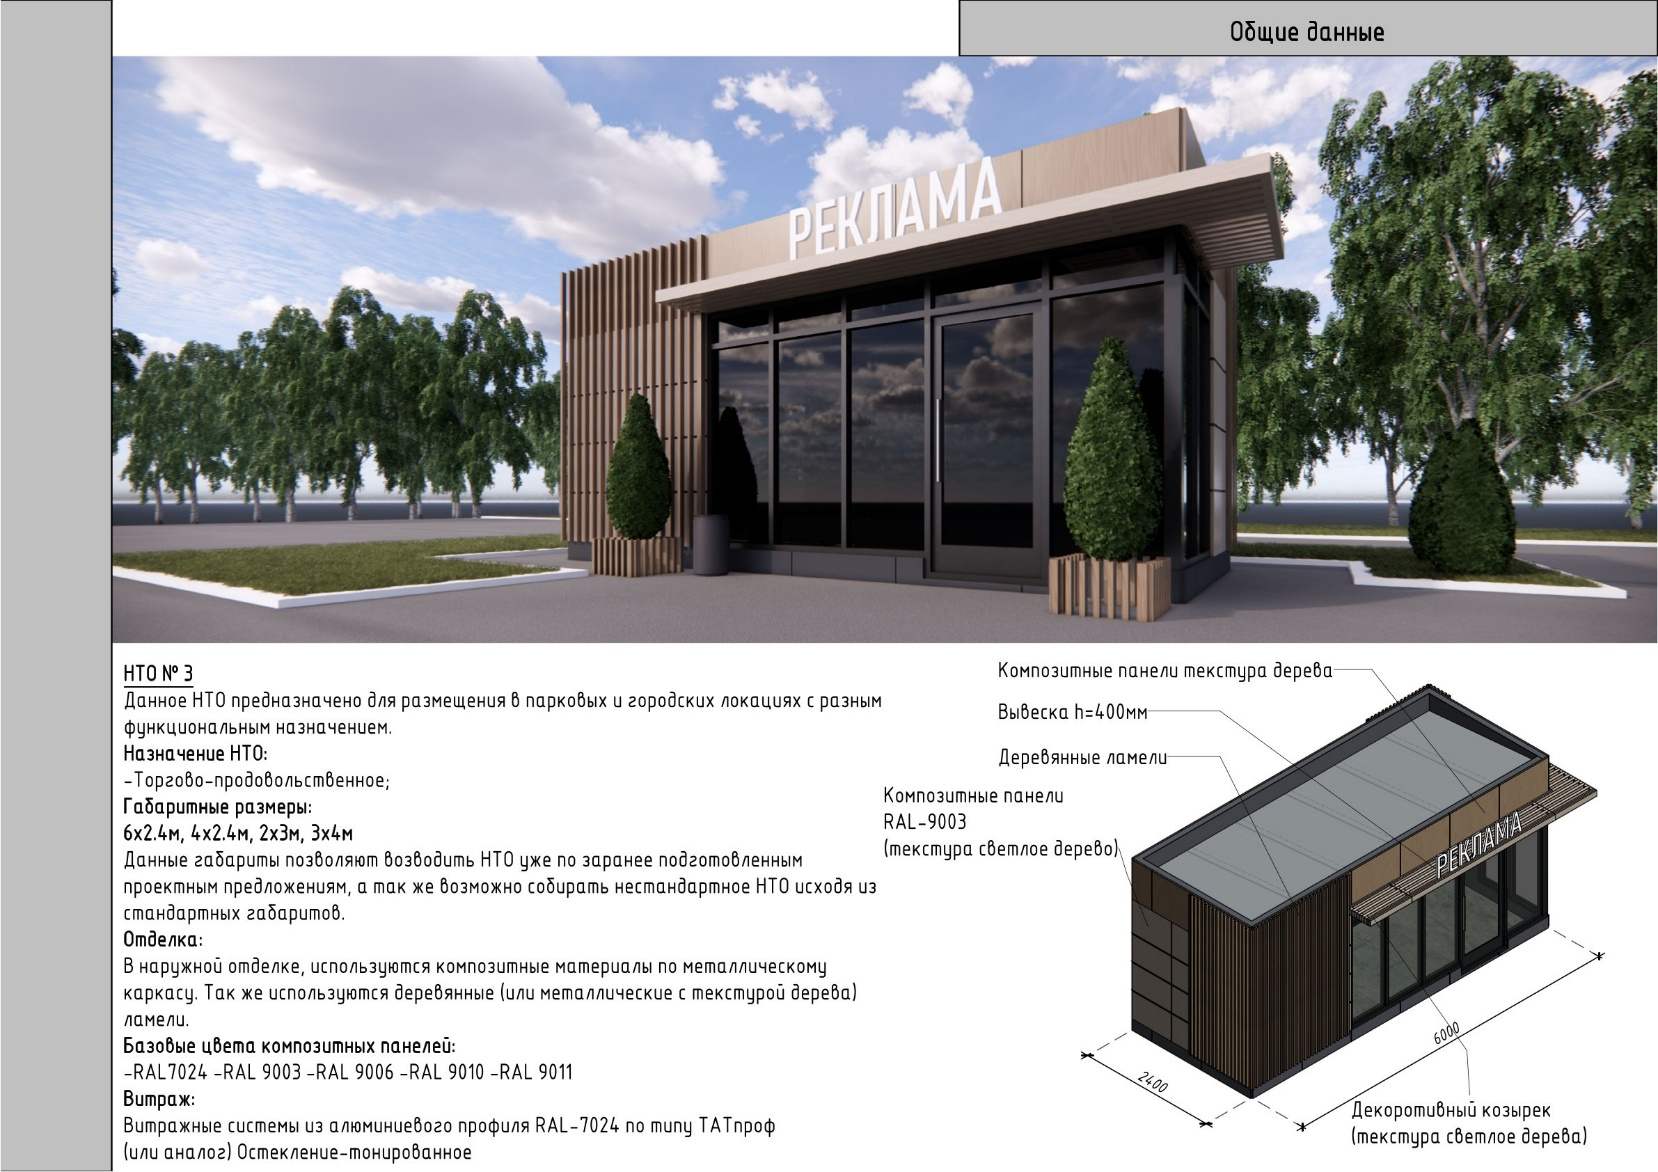 Общие данные
РЕКЛАМА
НТО № 3
Данное НТО предназначено для размещения в парковых и городских локациях с разным
функциональным назначением.
Назначение НТО:
-Торгово-продовольственное;
Габаритные размеры:
6х2.4м, 4х2.4м, 2х3м, 3х4м
Данные габариты позволяют возводить НТО уже по заранее подготовленным
проектным предложениям, а так же возможно собирать нестандартное НТО исходя из
стандартных габаритов.
Отделка:
В наружной отделке, используются композитные материалы по металлическому
каркасу. Так же используются деревянные (или металлические с текстурой дерева)
ламели.
Базовые цвета композитных панелей:
-RAL7024 -RAL 9003 -RAL 9006 -RAL 9010 -RAL 9011
Витраж:
Витражные системы из алюминиевого профиля RAL-7024 по типу ТАТпроф
(или аналог) Остекление-тонированное
Композитные панели текстура дерева
Вывеска h=400мм
Деревянные ламели
Композитные панели
RAL-9003
(текстура светлое дерево)
РЕКЛАМА
6000
2400
Декоротивный козырек
(текстура светлое дерева)